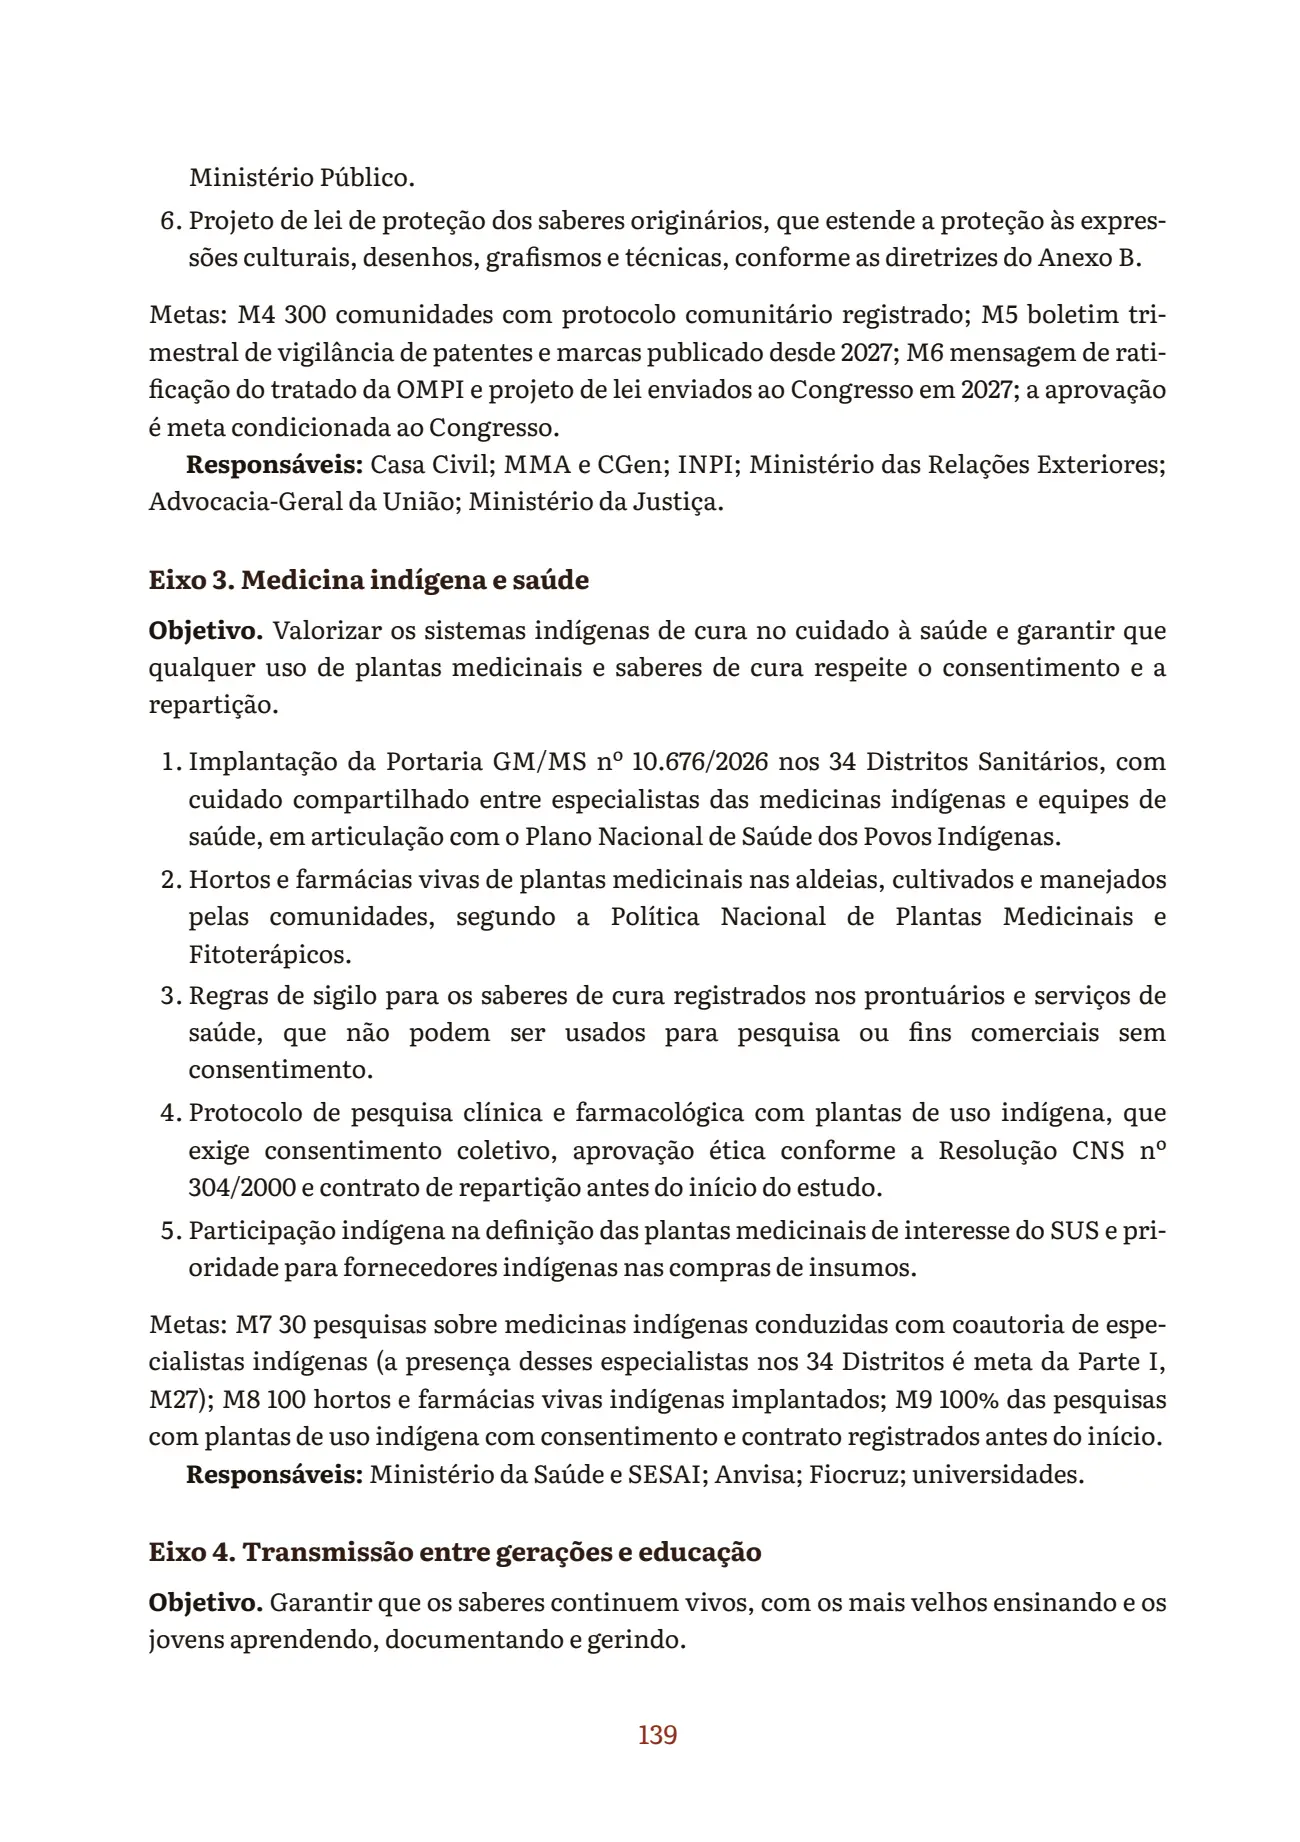 Ministério Público.
6. Projeto de lei de proteção dos saberes originários, que estende a proteção às expres-
sões culturais, desenhos, grafismos e técnicas, conforme as diretrizes do Anexo B.
Metas: M4 300 comunidades com protocolo comunitário registrado; M5 boletim tri-
mestral de vigilância de patentes e marcas publicado desde 2027; M6 mensagem de rati-
ficação do tratado da OMPI e projeto de lei enviados ao Congresso em 2027; a aprovação
é meta condicionada ao Congresso.
Responsáveis: Casa Civil; MMA e CGen; INPI; Ministério das Relações Exteriores;
Advocacia-Geral da União; Ministério da Justiça.
Eixo 3. Medicina indígena e saúde
Objetivo. Valorizar os sistemas indígenas de cura no cuidado à saúde e garantir que
qualquer uso de plantas medicinais e saberes de cura respeite o consentimento e a
repartição.
1. Implantação da Portaria GM/MS nº 10.676/2026 nos 34 Distritos Sanitários, com
cuidado compartilhado entre especialistas das medicinas indígenas e equipes de
saúde, em articulação com o Plano Nacional de Saúde dos Povos Indígenas.
2. Hortos e farmácias vivas de plantas medicinais nas aldeias, cultivados e manejados
pelas comunidades, segundo a Política Nacional de Plantas Medicinais e
Fitoterápicos.
3. Regras de sigilo para os saberes de cura registrados nos prontuários e serviços de
saúde, que não podem ser usados para pesquisa ou fins comerciais sem
consentimento.
4. Protocolo de pesquisa clínica e farmacológica com plantas de uso indígena, que
exige consentimento coletivo, aprovação ética conforme a Resolução CNS nº
304/2000 e contrato de repartição antes do início do estudo.
5. Participação indígena na definição das plantas medicinais de interesse do SUS e pri-
oridade para fornecedores indígenas nas compras de insumos.
Metas: M7 30 pesquisas sobre medicinas indígenas conduzidas com coautoria de espe-
cialistas indígenas (a presença desses especialistas nos 34 Distritos é meta da Parte I,
M27); M8 100 hortos e farmácias vivas indígenas implantados; M9 100% das pesquisas
com plantas de uso indígena com consentimento e contrato registrados antes do início.
Responsáveis: Ministério da Saúde e SESAI; Anvisa; Fiocruz; universidades.
Eixo 4. Transmissão entre gerações e educação
Objetivo. Garantir que os saberes continuem vivos, com os mais velhos ensinando e os
jovens aprendendo, documentando e gerindo.
139